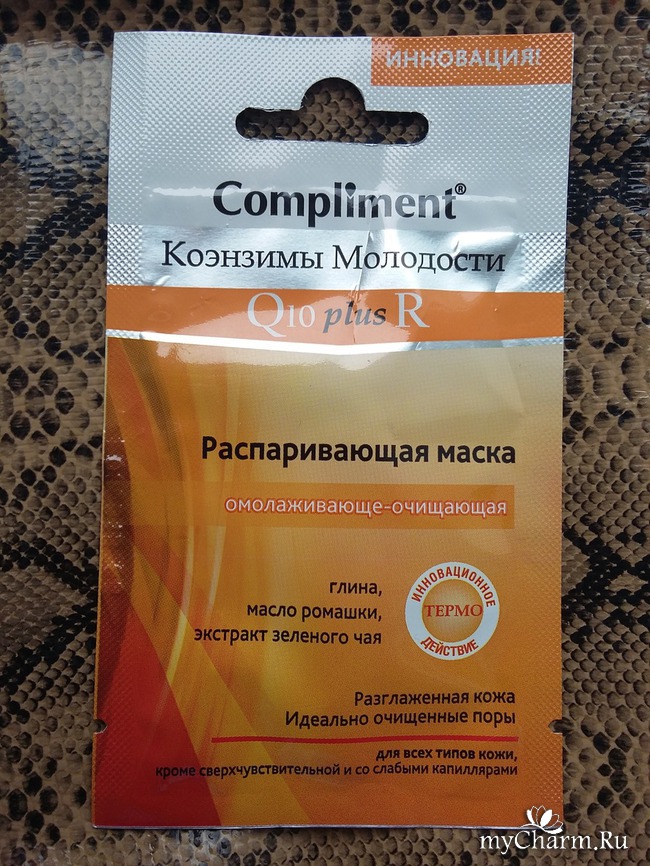 ИННОВАЦИЯ!
Compliment®
Коэнзимы Молодости
Q10 plus R
Распаривающая маска
омолаживающе-очищающая
глина,
масло ромашки,
экстракт зеленого чая
ИННОВАЦИОННОЕ
ТЕРМО
ДЕЙСТВИЕ
Разглаженная кожа
Идеально очищенные поры
для всех типов кожи,
кроме сверхчувствительной и со слабыми капиллярами
myCharm.Ru